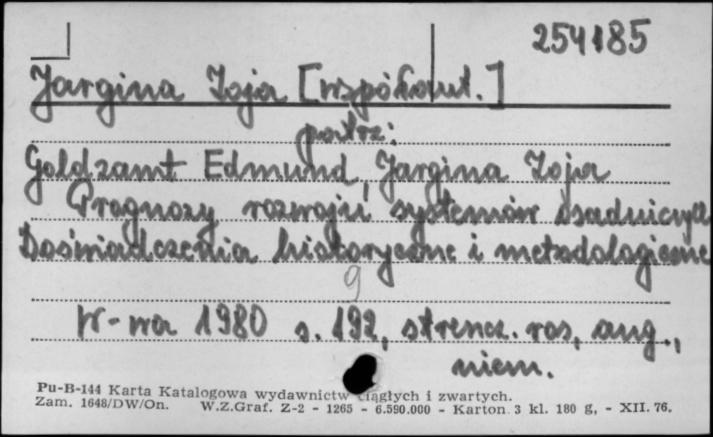 254185
Jargina Zoja [współaut.]
patrz:
Goldzamt Edmund, Jargina Zoja
Prognozy rozwoju systemów osadniczych
Doświadczenia historyczne i metodologiczne
g
W-wa 1980 s. 192, streszcz. ros, ang.,
niem.
Pu-B-144 Karta Katalogowa wydawnictw ciągłych i zwartych.
Zam. 1648/DW/On. W.Z.Graf. Z-2 - 1265 - 6.590.000 - Karton 3 kl. 180 g, - XII. 76.